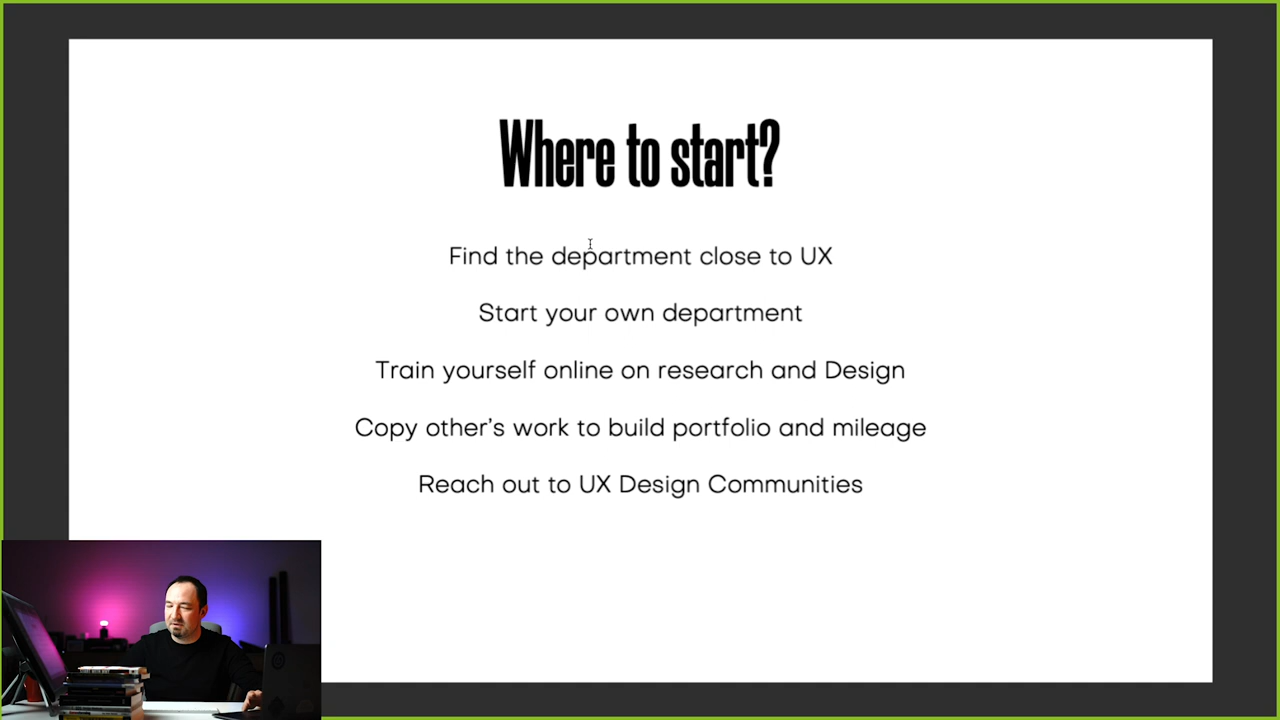 Where to start?
Find the department close to UX
Start your own department
Train yourself online on research and Design
Copy other's work to build portfolio and mileage
Reach out to UX Design Communities